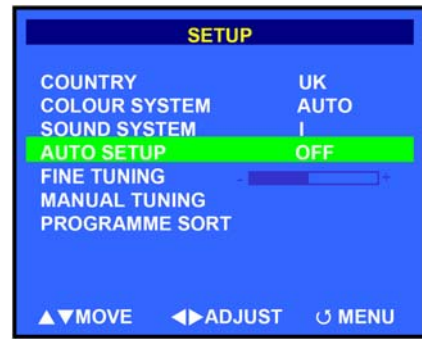 SETUP
COUNTRY UK
COLOUR SYSTEM AUTO
SOUND SYSTEM I
AUTO SETUP OFF
FINE TUNING - +
MANUAL TUNING
PROGRAMME SORT
▲▼MOVE ◀▶ADJUST ↺ MENU